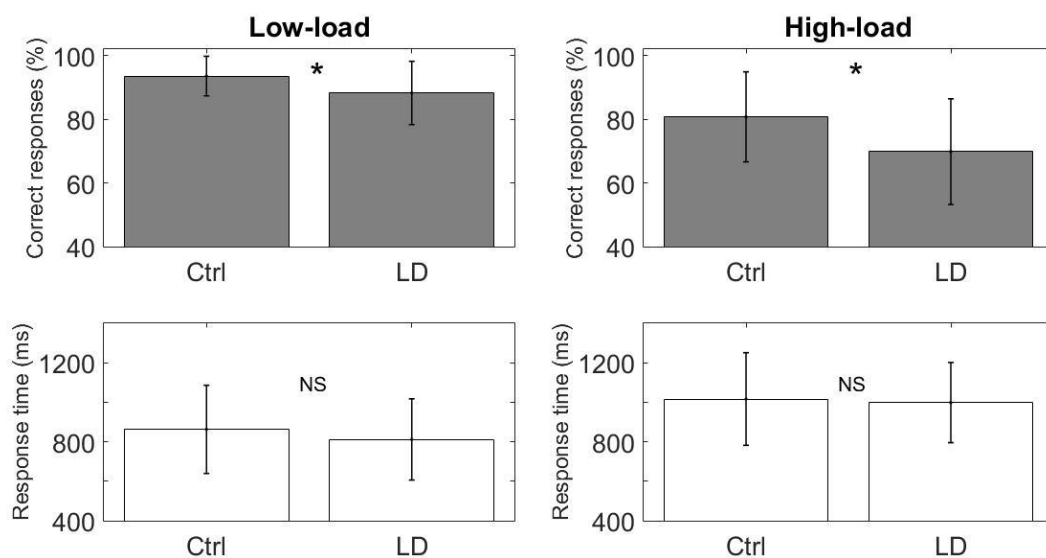 Low-load
Correct responses (%)
100
80
60
40
*
Ctrl LD
High-load
Correct responses (%)
100
80
60
40
*
Ctrl LD
Response time (ms)
1200
800
400
NS
Ctrl LD
Response time (ms)
1200
800
400
NS
Ctrl LD